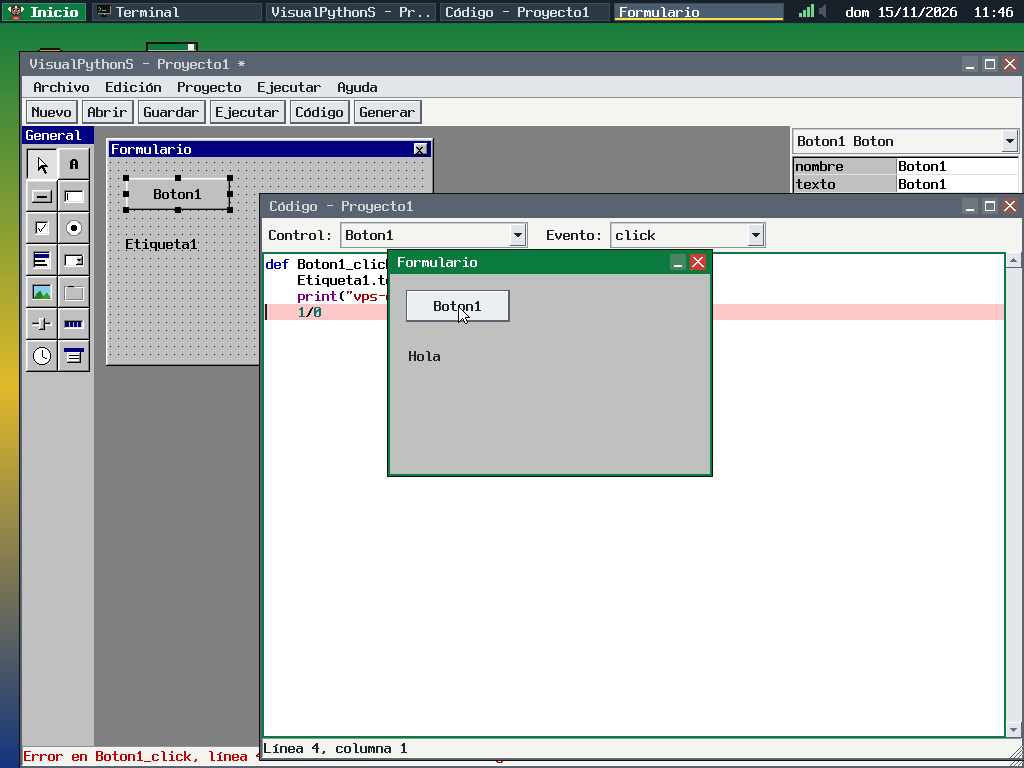 Inicio
Terminal
VisualPythonS - Pr..
Código - Proyecto1
Formulario
dom 15/11/2026 11:46
VisualPythonS - Proyecto1 *
Archivo Edición Proyecto Ejecutar Ayuda
Nuevo Abrir Guardar Ejecutar Código Generar
General
A
Formulario
Boton1
Etiqueta1
Boton1 Boton
nombre Boton1
texto Boton1
Código - Proyecto1
Control: Boton1 Evento: click
def Boton1_clic
Etiqueta1.t
print("vps-
1/0
Formulario
Boton1
Hola
Línea 4, columna 1
Error en Boton1_click, línea